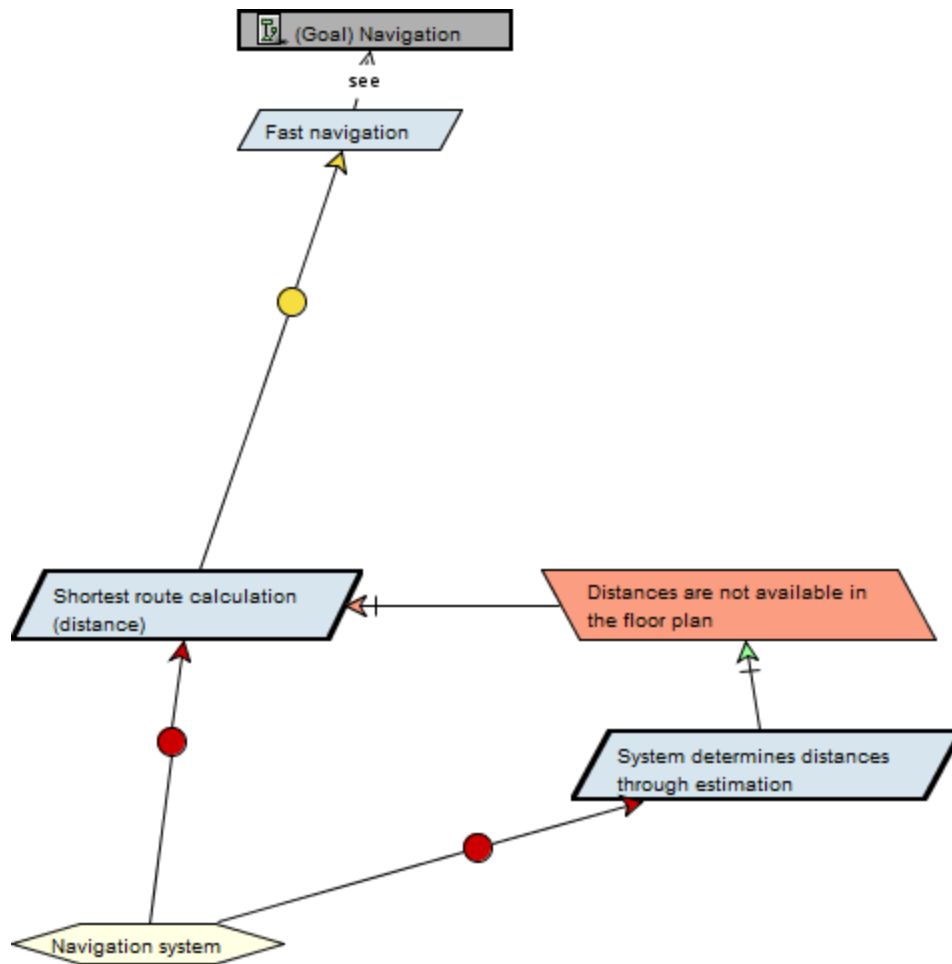 (Goal) Navigation
see
Fast navigation
Shortest route calculation
(distance)
Distances are not available in
the floor plan
System determines distances
through estimation
Navigation system